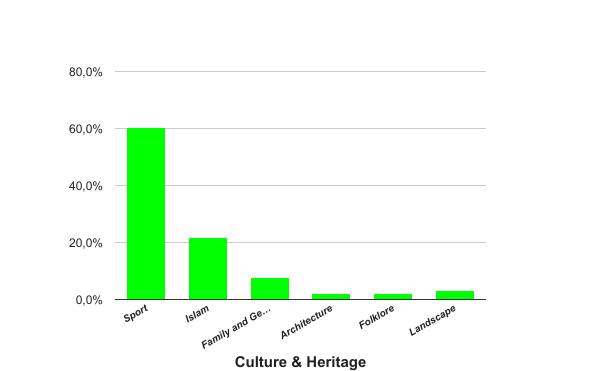 80,0%
60,0%
40,0%
20,0%
0,0%
Sport
Islam
Family and Ge...
Architecture
Folklore
Landscape
Culture & Heritage